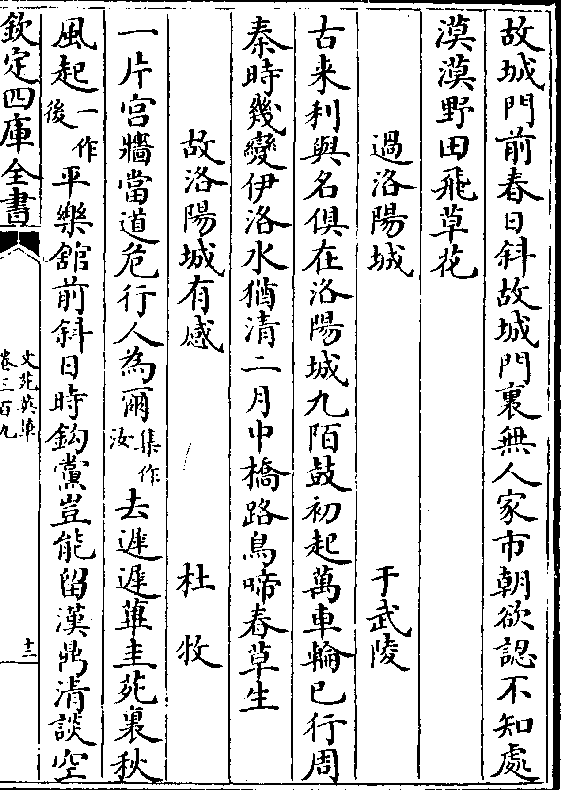 故城門前春日斜故城門裏無人家市朝欲認不知處
漠漠野田飛草花
過洛陽城 于武陵
古来利與名俱在洛陽城九陌鼓初起萬車輪已行周
秦時幾變伊洛水猶清二月中橋路鳥啼春草生
故洛陽城有感 杜牧
一片宫牆當道危行人為爾集作汝去遲遲蓽圭苑裏秋
風起一作後平樂舘前斜日時鈎黨豈能留漢鼎清談空
欽定四庫全書
文苑英華
卷三百九
十三